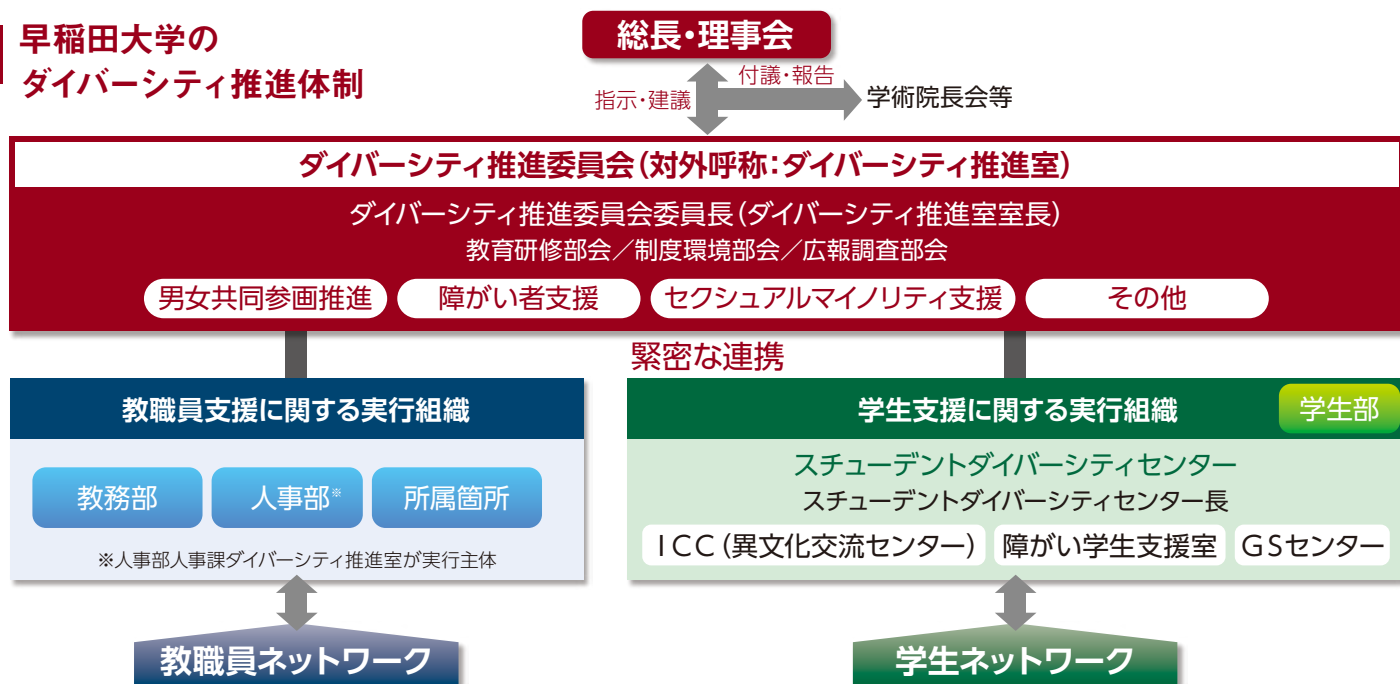 早稲田大学の
ダイバーシティ推進体制
総長・理事会
付議・報告
指示・建議
学術院長会等
ダイバーシティ推進委員会(対外呼称:ダイバーシティ推進室)
ダイバーシティ推進委員会委員長(ダイバーシティ推進室室長)
教育研修部会/制度環境部会/広報調査部会
男女共同参画推進 障がい者支援 セクシュアルマイノリティ支援 その他
緊密な連携
教職員支援に関する実行組織
教務部 人事部※ 所属箇所
※人事部人事課ダイバーシティ推進室が実行主体
教職員ネットワーク
学生支援に関する実行組織 学生部
スチューデントダイバーシティセンター
スチューデントダイバーシティセンター長
ICC(異文化交流センター) 障がい学生支援室 GSセンター
学生ネットワーク